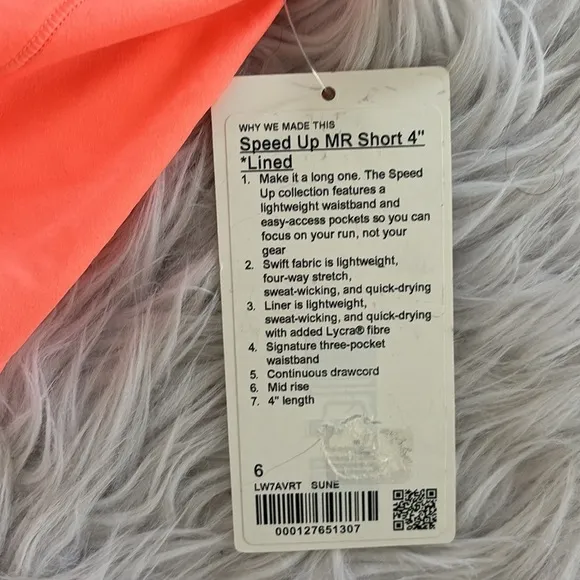 WHY WE MADE THIS
Speed Up MR Short 4"
*Lined
1. Make it a long one. The Speed
Up collection features a
lightweight waistband and
easy-access pockets so you can
focus on your run, not your
gear
2. Swift fabric is lightweight,
four-way stretch,
sweat-wicking, and quick-drying
3. Liner is lightweight,
sweat-wicking, and quick-drying
with added Lycra® fibre
4. Signature three-pocket
waistband
5. Continuous drawcord
6. Mid rise
7. 4" length
6
LW7AVRT SUNE
000127651307